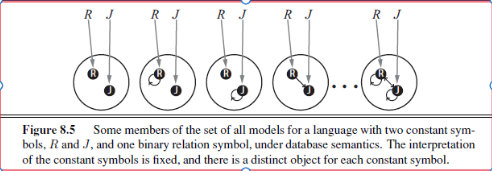 R J R J R J R J R J
R J R J R J R J . . . R J
Figure 8.5 Some members of the set of all models for a language with two constant sym-
bols, R and J, and one binary relation symbol, under database semantics. The interpretation
of the constant symbols is fixed, and there is a distinct object for each constant symbol.